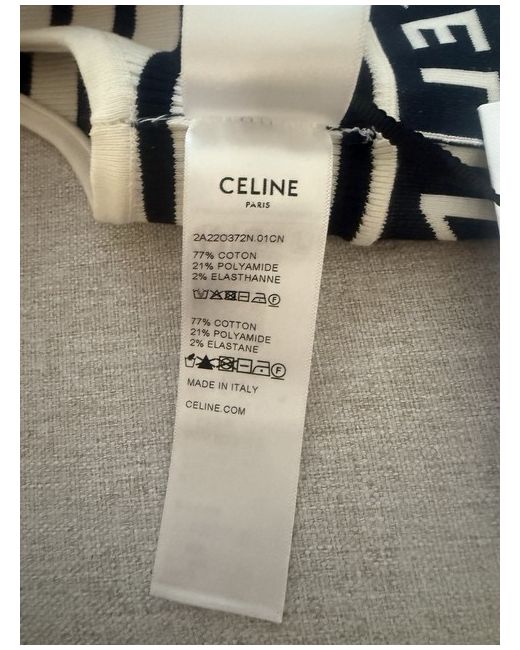 CELINE
PARIS
2A22O372N.01CN
77% COTON
21% POLYAMIDE
2% ELASTHANNE
F
77% COTTON
21% POLYAMIDE
2% ELASTANE
F
MADE IN ITALY
CELINE.COM